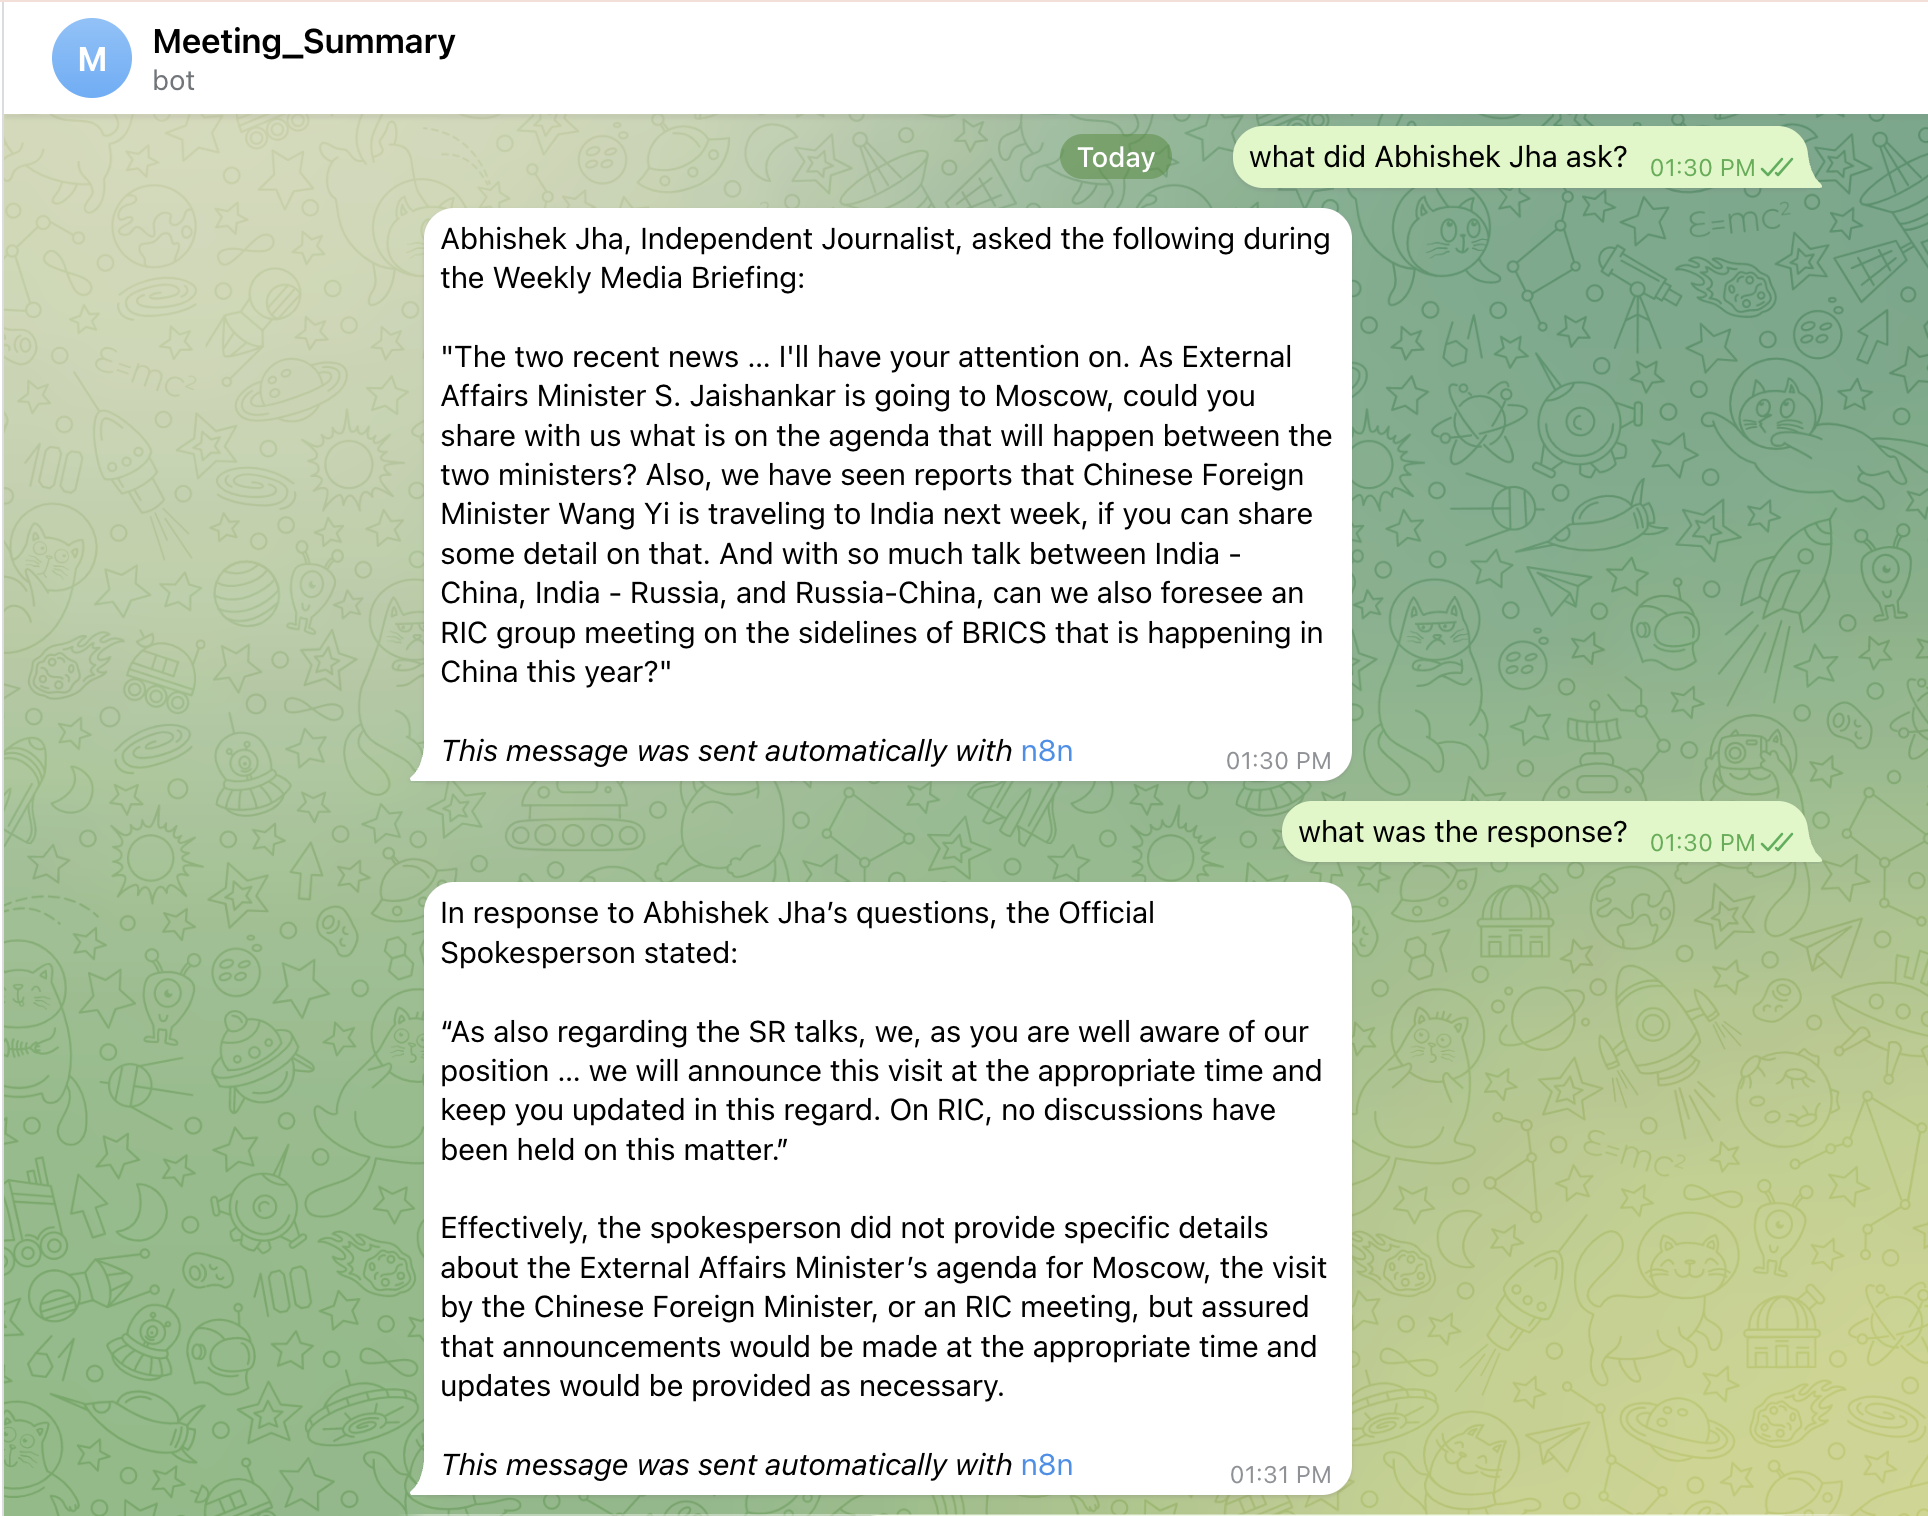 M
Meeting_Summary
bot
Today
what did Abhishek Jha ask? 01:30 PM
Abhishek Jha, Independent Journalist, asked the following during
the Weekly Media Briefing:
"The two recent news ... I'll have your attention on. As External
Affairs Minister S. Jaishankar is going to Moscow, could you
share with us what is on the agenda that will happen between the
two ministers? Also, we have seen reports that Chinese Foreign
Minister Wang Yi is traveling to India next week, if you can share
some detail on that. And with so much talk between India -
China, India - Russia, and Russia-China, can we also foresee an
RIC group meeting on the sidelines of BRICS that is happening in
China this year?"
This message was sent automatically with n8n 01:30 PM
what was the response? 01:30 PM
In response to Abhishek Jha’s questions, the Official
Spokesperson stated:
“As also regarding the SR talks, we, as you are well aware of our
position ... we will announce this visit at the appropriate time and
keep you updated in this regard. On RIC, no discussions have
been held on this matter.”
Effectively, the spokesperson did not provide specific details
about the External Affairs Minister’s agenda for Moscow, the visit
by the Chinese Foreign Minister, or an RIC meeting, but assured
that announcements would be made at the appropriate time and
updates would be provided as necessary.
This message was sent automatically with n8n 01:31 PM